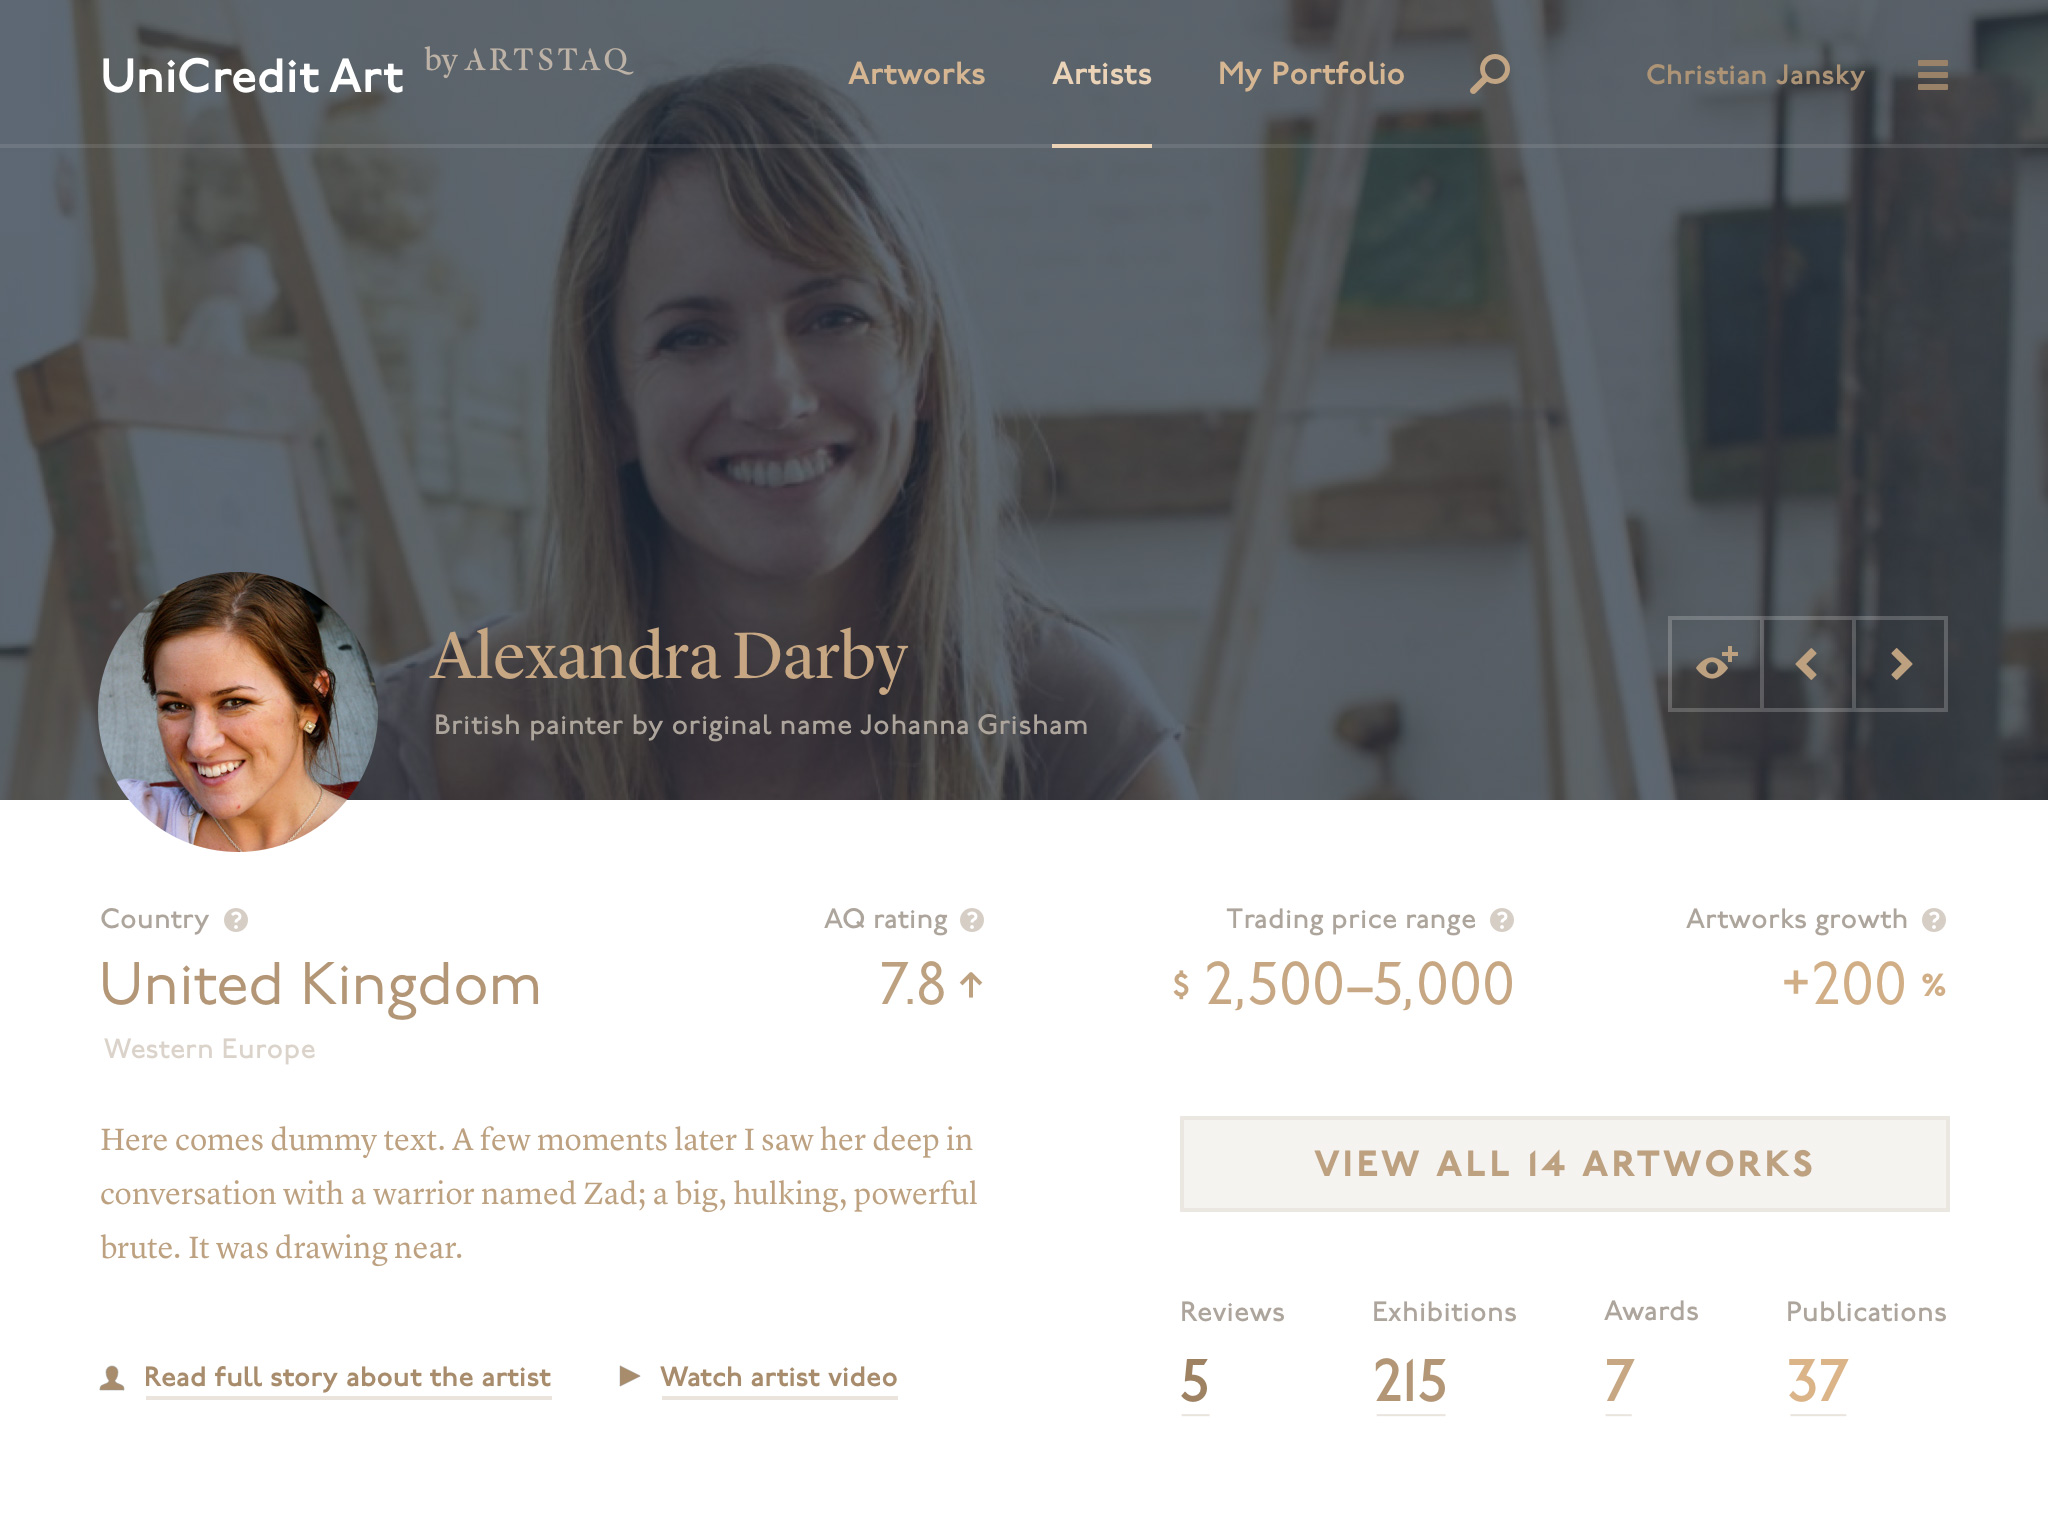 UniCredit Art by ARTSTAQ
Artworks Artists My Portfolio Christian Jansky
Alexandra Darby
British painter by original name Johanna Grisham
Country ? AQ rating ? Trading price range ? Artworks growth ?
United Kingdom 7.8 ↑ $ 2,500–5,000 +200 %
Western Europe
Here comes dummy text. A few moments later I saw her deep in
conversation with a warrior named Zad; a big, hulking, powerful
brute. It was drawing near.
VIEW ALL 14 ARTWORKS
Reviews Exhibitions Awards Publications
Read full story about the artist Watch artist video
5 215 7 37